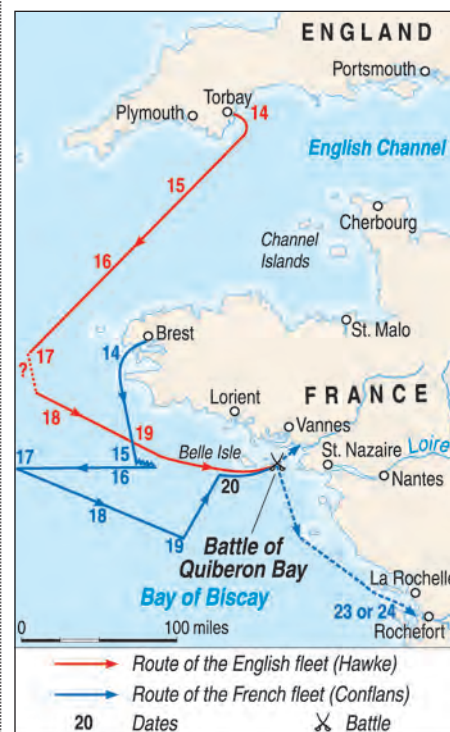 ENGLAND
Portsmouth
Torbay
Plymouth
14
English Channel
15
Cherbourg
16
Channel
Islands
St. Malo
Brest
14
17
?
FRANCE
Lorient
Vannes
18
19
Belle Isle
St. Nazaire
Loire
15
17
16
Nantes
20
18
19
Battle of
Quiberon Bay
Bay of Biscay
La Rochelle
23 or 24
Rochefort
0 100 miles
Route of the English fleet (Hawke)
Route of the French fleet (Conflans)
20 Dates Battle